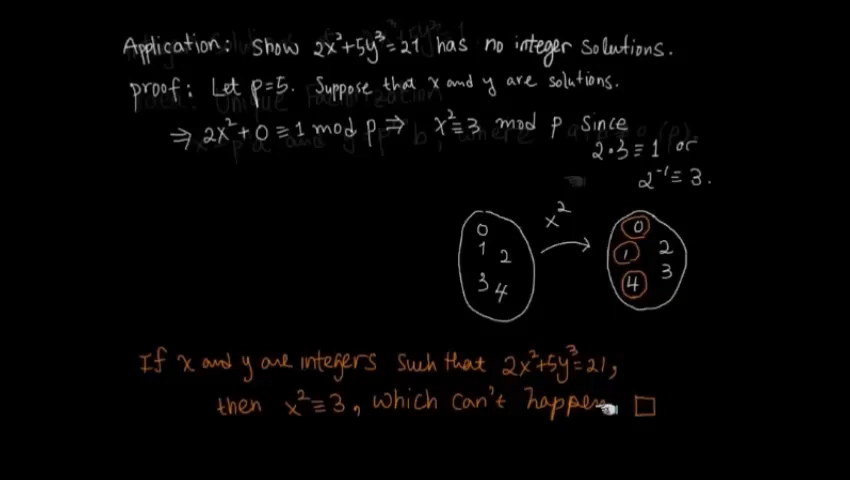 Application: Show 2x²+5y³=21 has no integer solutions.
proof: Let p=5. Suppose that x and y are solutions.
⇒ 2x²+0≡1 mod p ⇒ x²≡3 mod p since
2·3≡1 or
2⁻¹≡3.
x²
0
1 2
3 4
0
1 2
3
4
If x and y are integers such that 2x²+5y³=21,
then x²≡3, which can't happen □